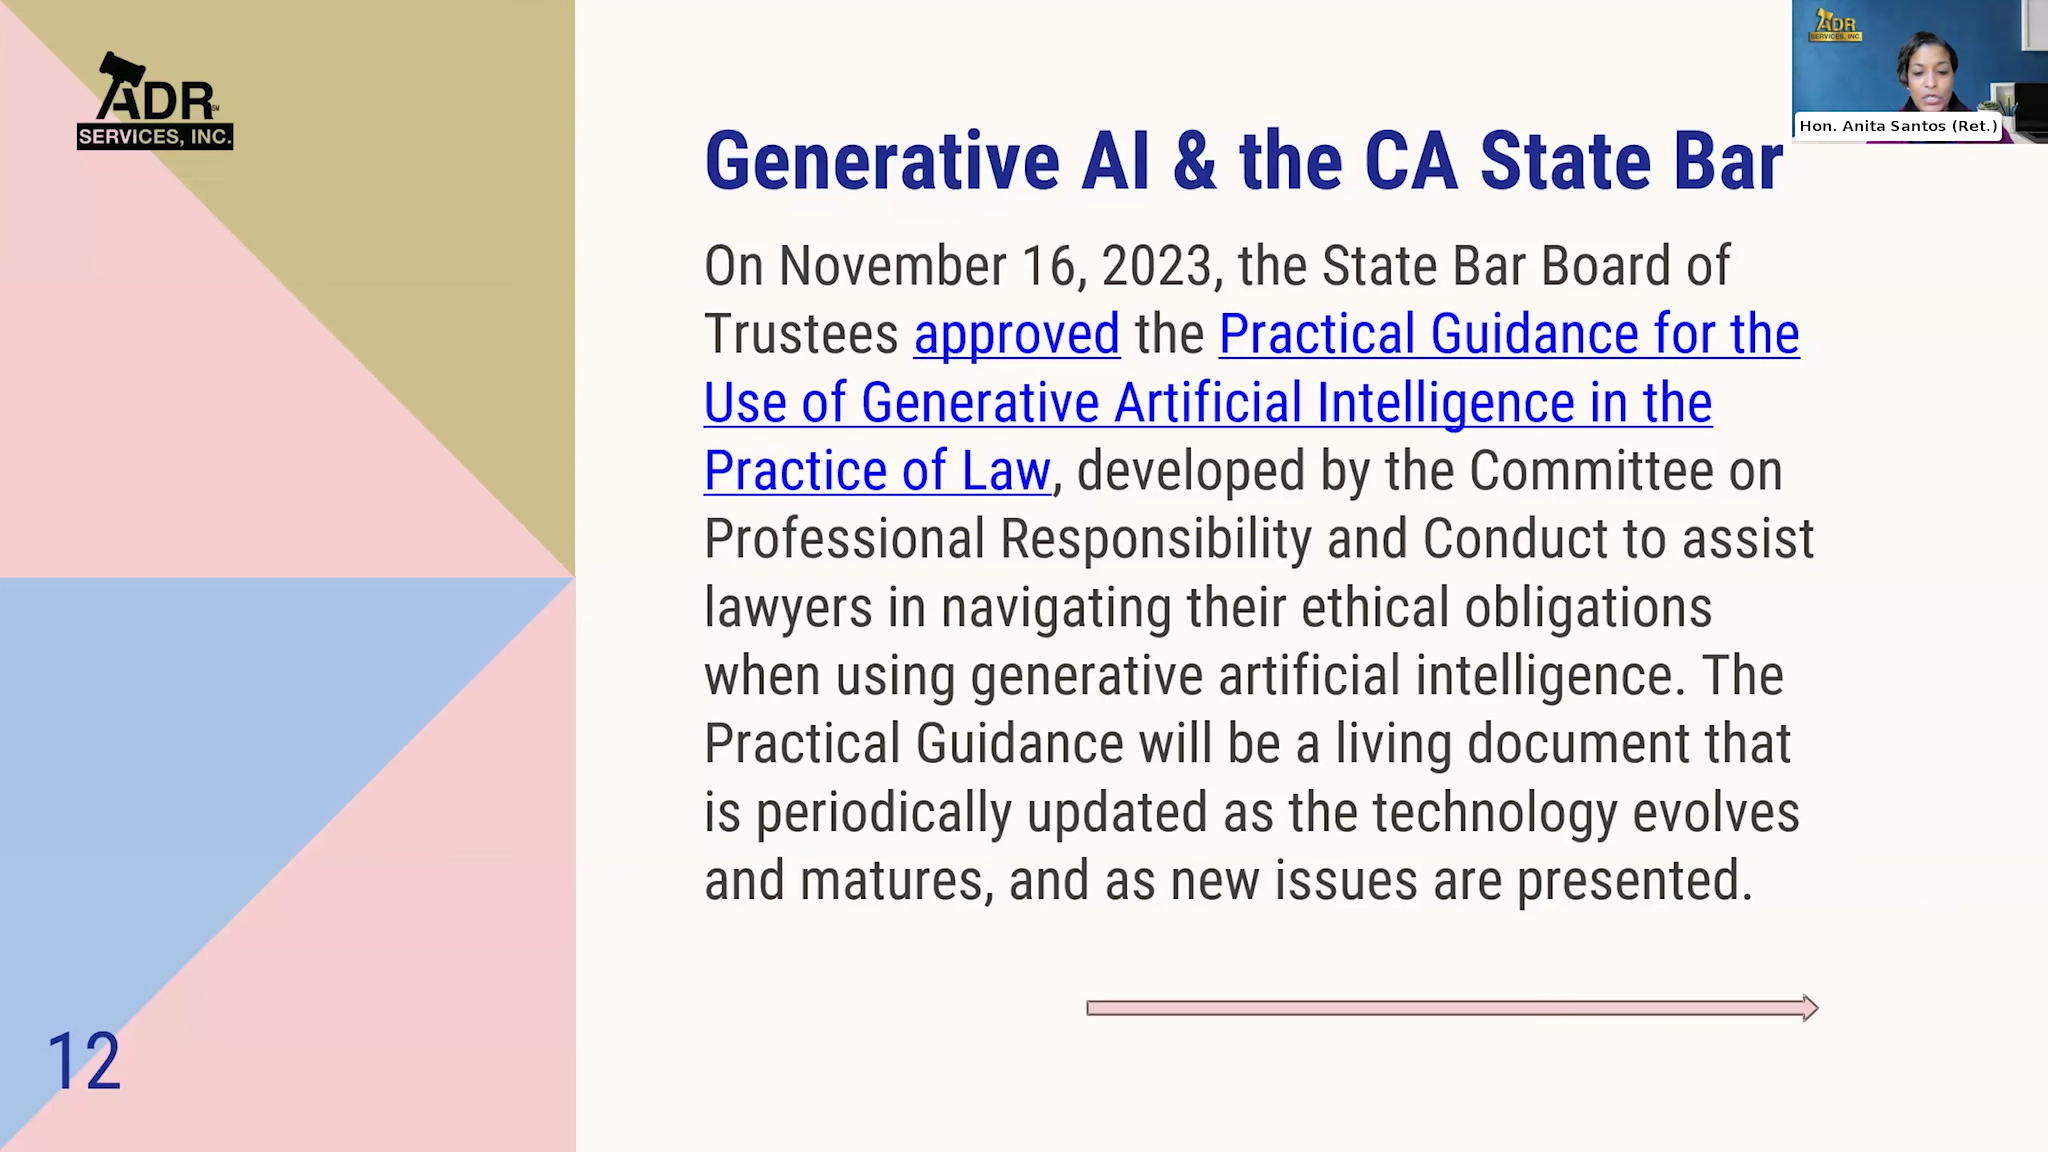 ADR
SERVICES, INC.
ADR
SERVICES, INC.
Hon. Anita Santos (Ret.)
Generative AI & the CA State Bar
On November 16, 2023, the State Bar Board of
Trustees approved the Practical Guidance for the
Use of Generative Artificial Intelligence in the
Practice of Law, developed by the Committee on
Professional Responsibility and Conduct to assist
lawyers in navigating their ethical obligations
when using generative artificial intelligence. The
Practical Guidance will be a living document that
is periodically updated as the technology evolves
and matures, and as new issues are presented.
12